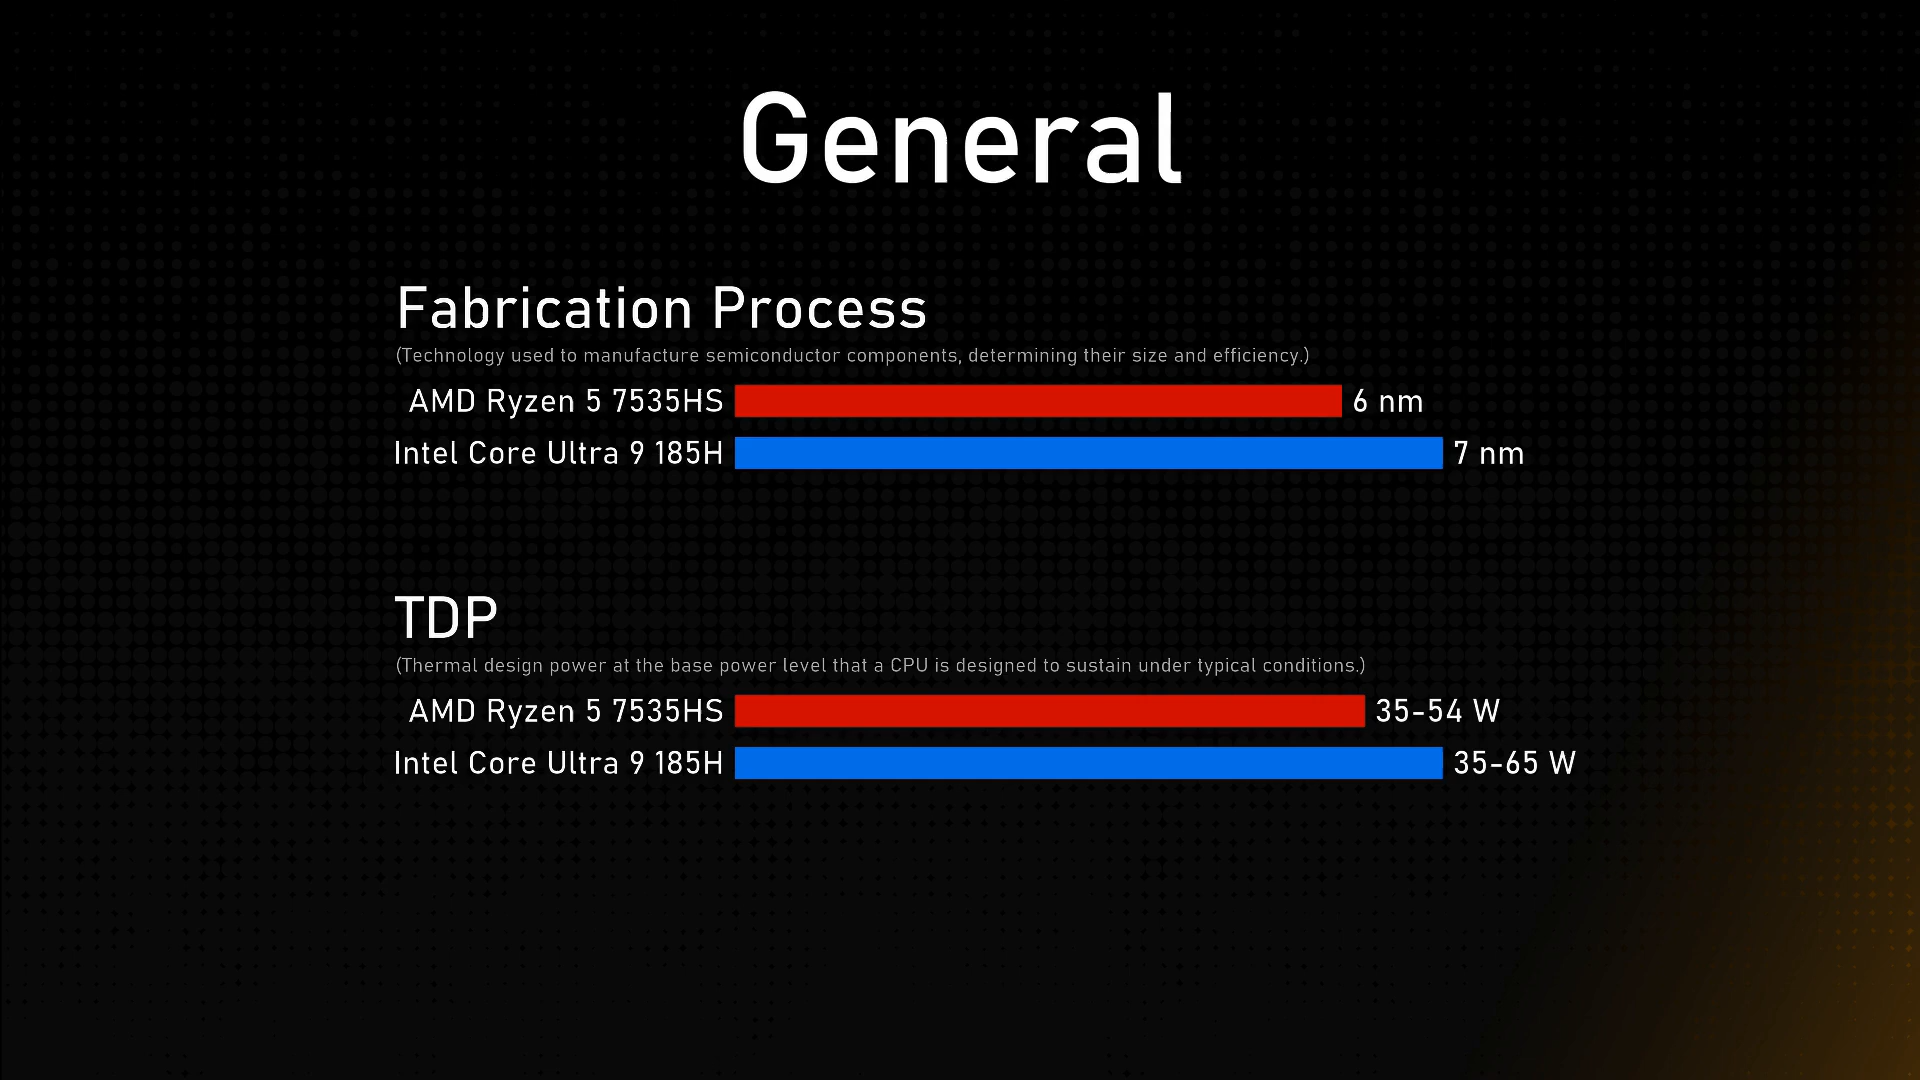 General
Fabrication Process
(Technology used to manufacture semiconductor components, determining their size and efficiency.)
AMD Ryzen 5 7535HS 6 nm
Intel Core Ultra 9 185H 7 nm
TDP
(Thermal design power at the base power level that a CPU is designed to sustain under typical conditions.)
AMD Ryzen 5 7535HS 35-54 W
Intel Core Ultra 9 185H 35-65 W